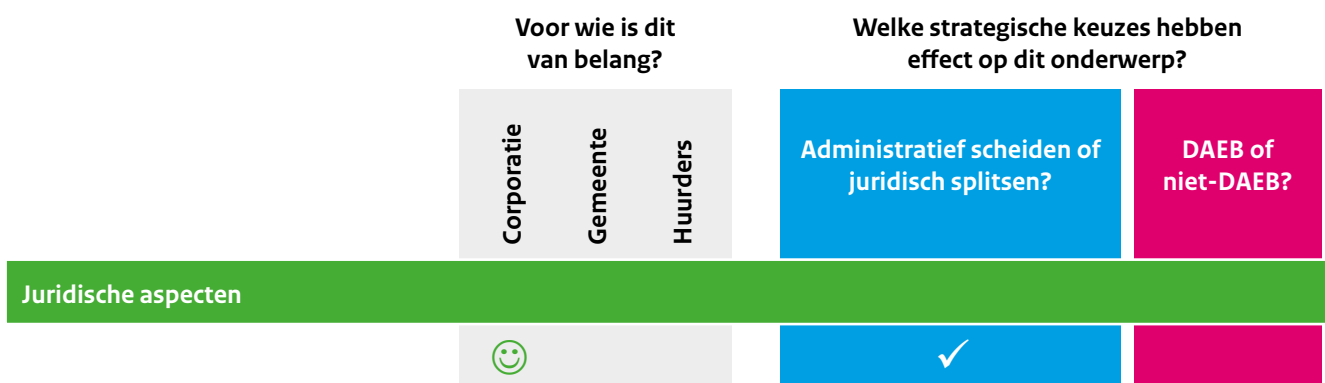 Voor wie is dit
van belang?
Welke strategische keuzes hebben
effect op dit onderwerp?
Corporatie
Gemeente
Huurders
Administratief scheiden of
juridisch splitsen?
DAEB of
niet-DAEB?
Juridische aspecten